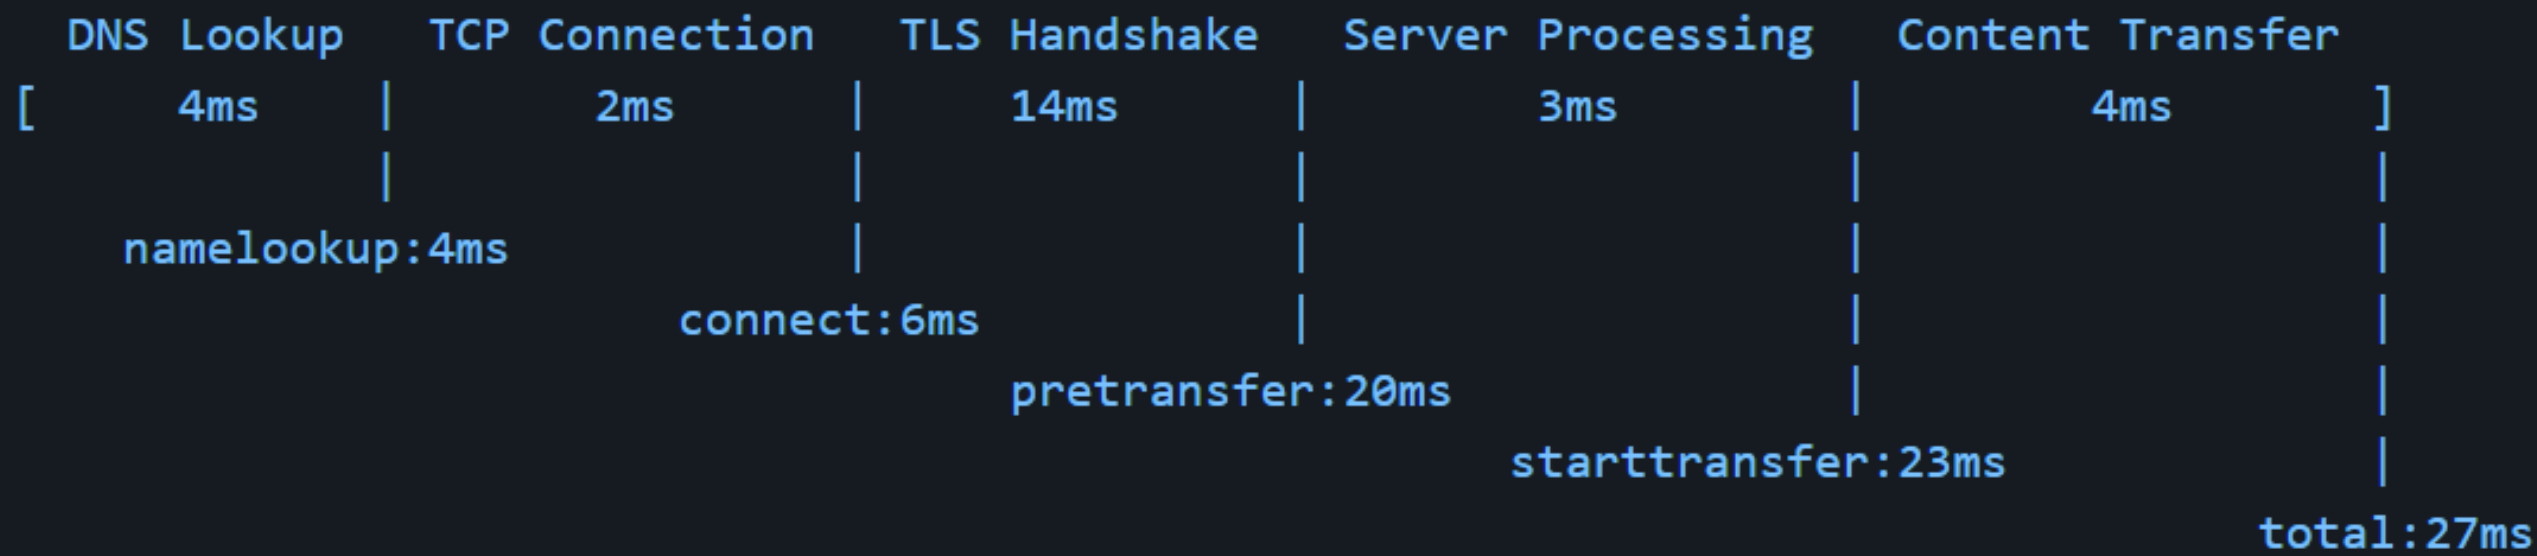 DNS Lookup   TCP Connection   TLS Handshake   Server Processing   Content Transfer
[     4ms    |       2ms      |     14ms      |        3ms        |        4ms       ]
             |                |               |                   |                  |
    namelookup:4ms            |               |                   |                  |
                        connect:6ms           |                   |                  |
                                    pretransfer:20ms              |                  |
                                                      starttransfer:23ms             |
                                                                                 total:27ms